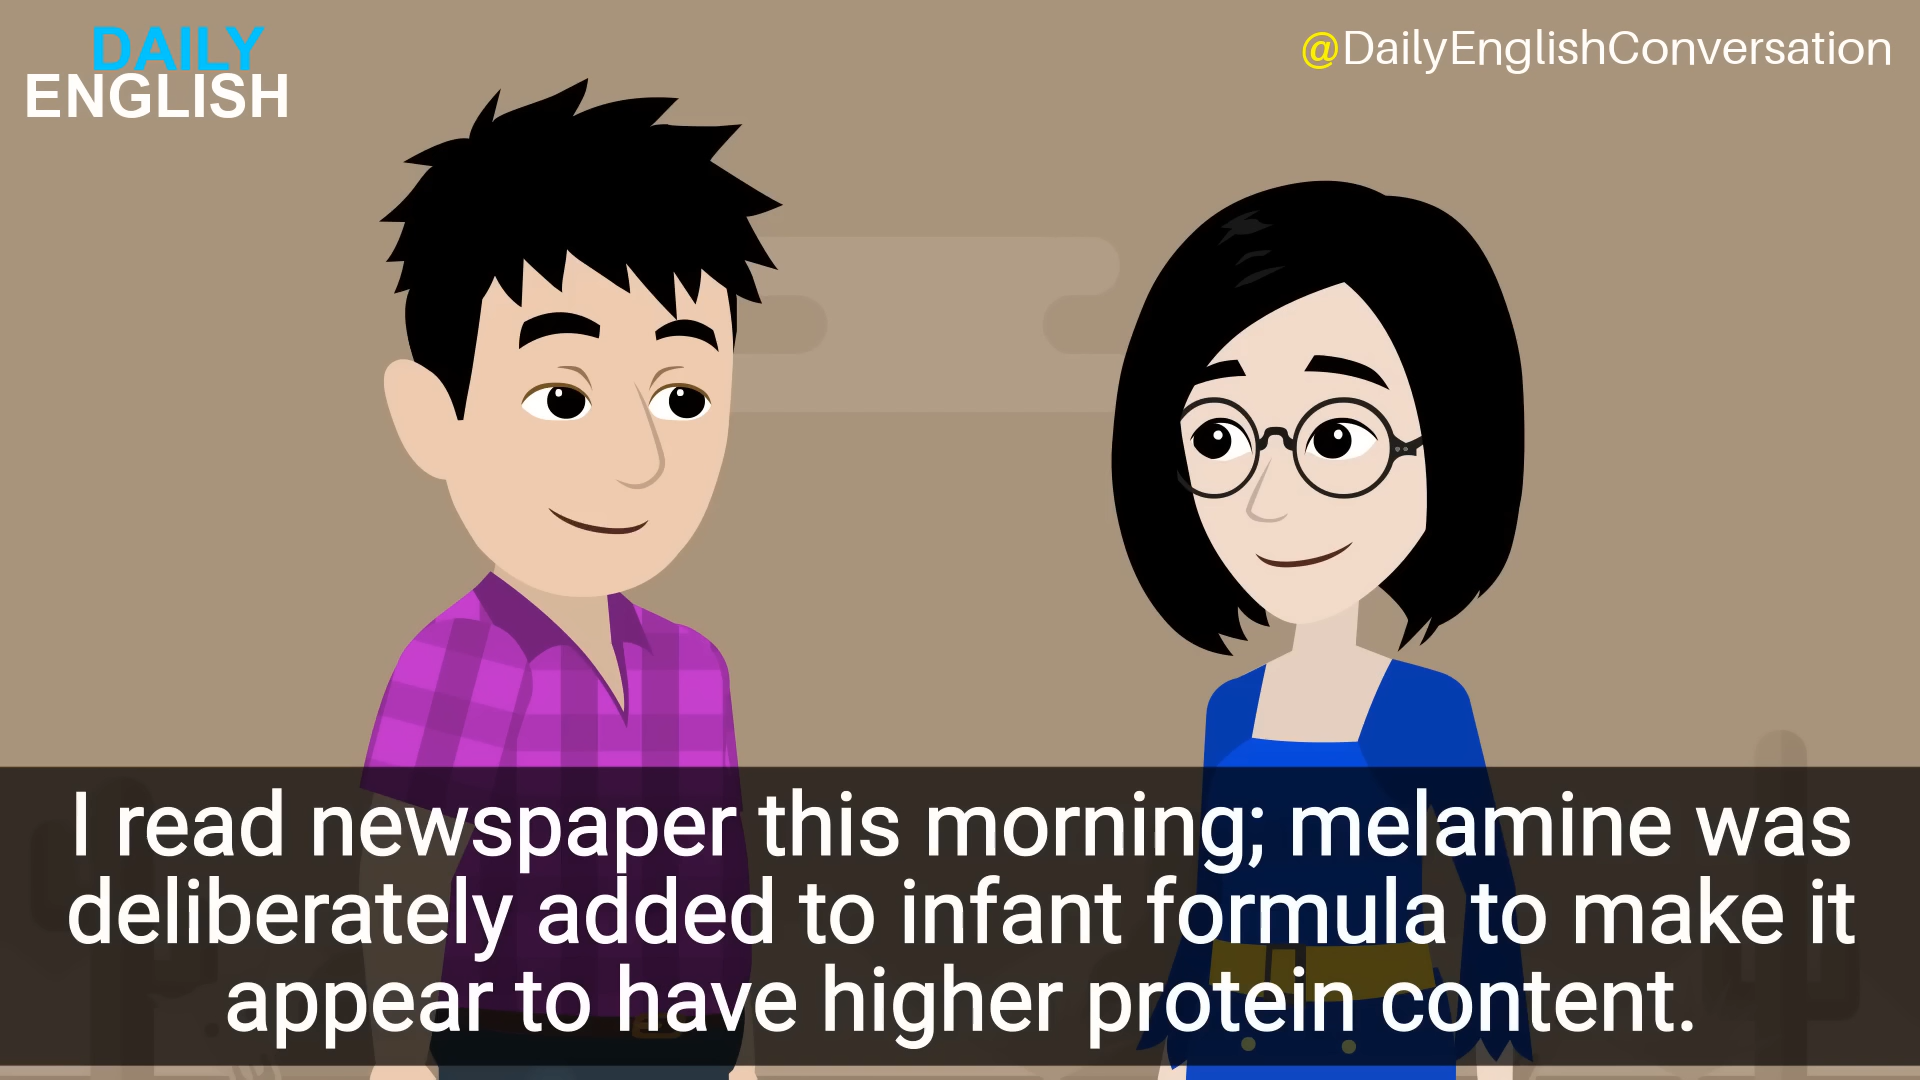 DAILY
ENGLISH
@DailyEnglishConversation
I read newspaper this morning; melamine was
deliberately added to infant formula to make it
appear to have higher protein content.